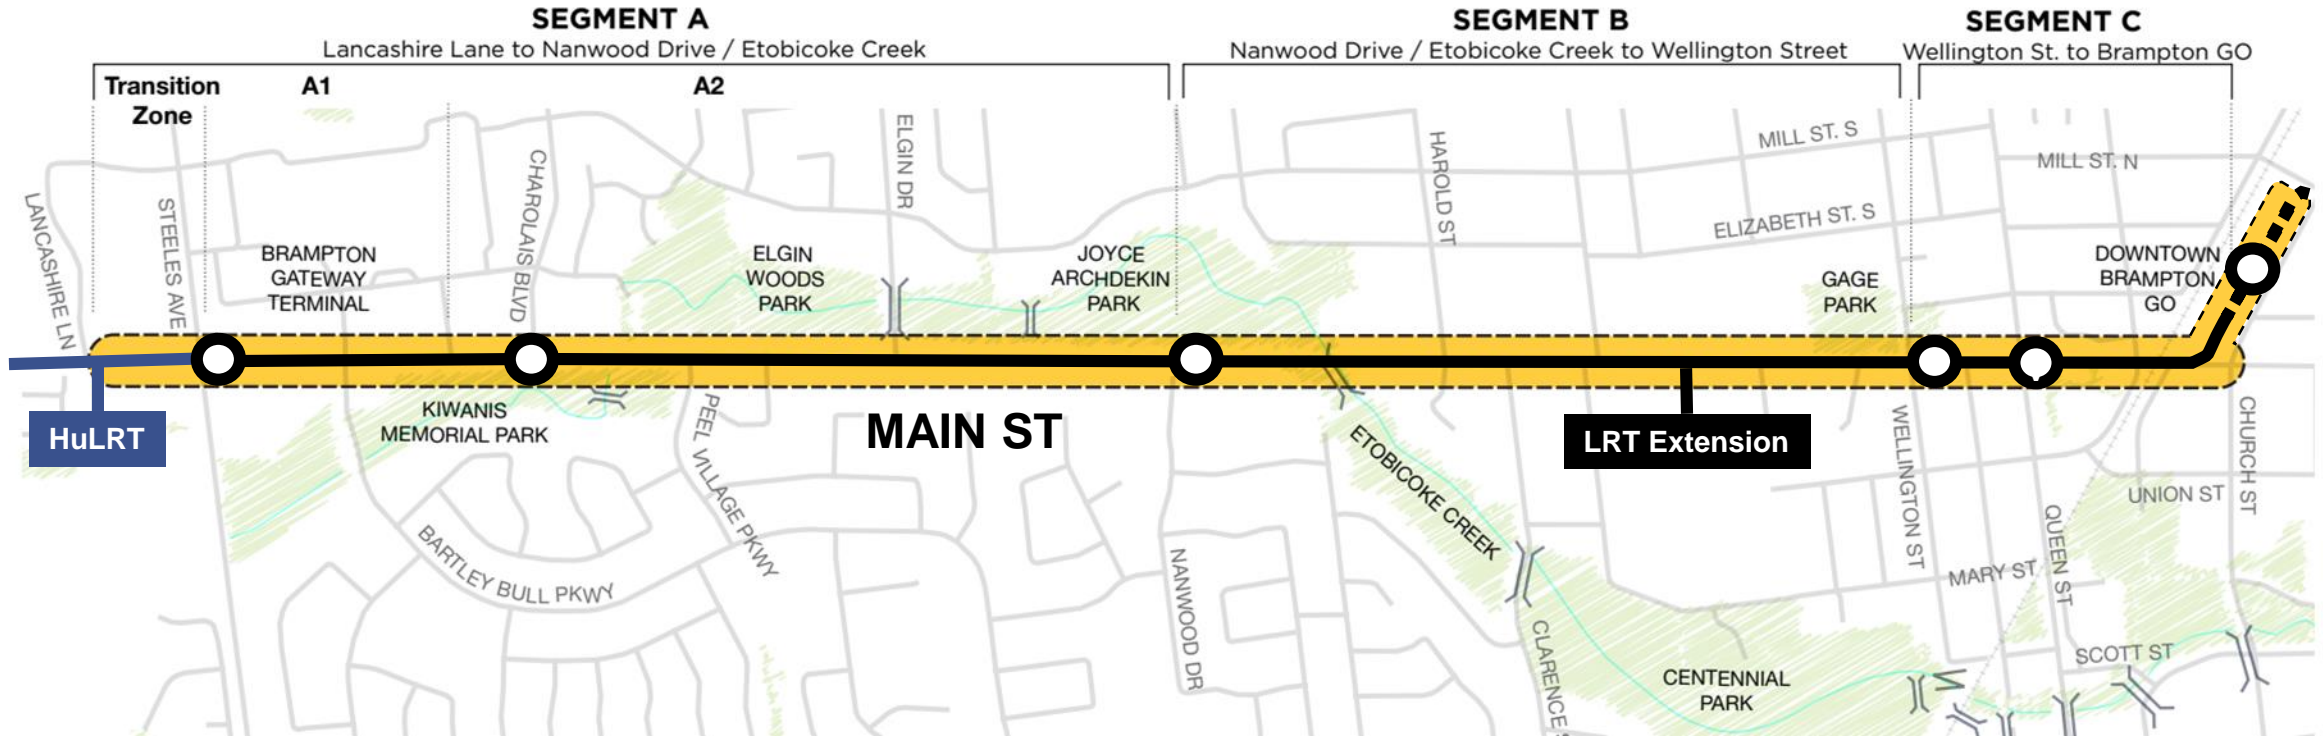 SEGMENT A
Lancashire Lane to Nanwood Drive / Etobicoke Creek
SEGMENT B
Nanwood Drive / Etobicoke Creek to Wellington Street
SEGMENT C
Wellington St. to Brampton GO
Transition
Zone
A1
A2
LANCASHIRE LN
STEELES AVE
BRAMPTON
GATEWAY
TERMINAL
CHAROLAIS BLVD
ELGIN
WOODS
PARK
ELGIN DR
JOYCE
ARCHDEKIN
PARK
HAROLD ST
MILL ST. S
ELIZABETH ST. S
GAGE
PARK
MILL ST. N
DOWNTOWN
BRAMPTON
GO
HuLRT
KIWANIS
MEMORIAL PARK
PEEL VILLAGE PKWY
MAIN ST
BARTLEY BULL PKWY
NANWOOD DR
ETOBICOKE CREEK
LRT Extension
CLARENCE S
CENTENNIAL
PARK
WELLINGTON ST
MARY ST
QUEEN ST
UNION ST
CHURCH ST
SCOTT ST